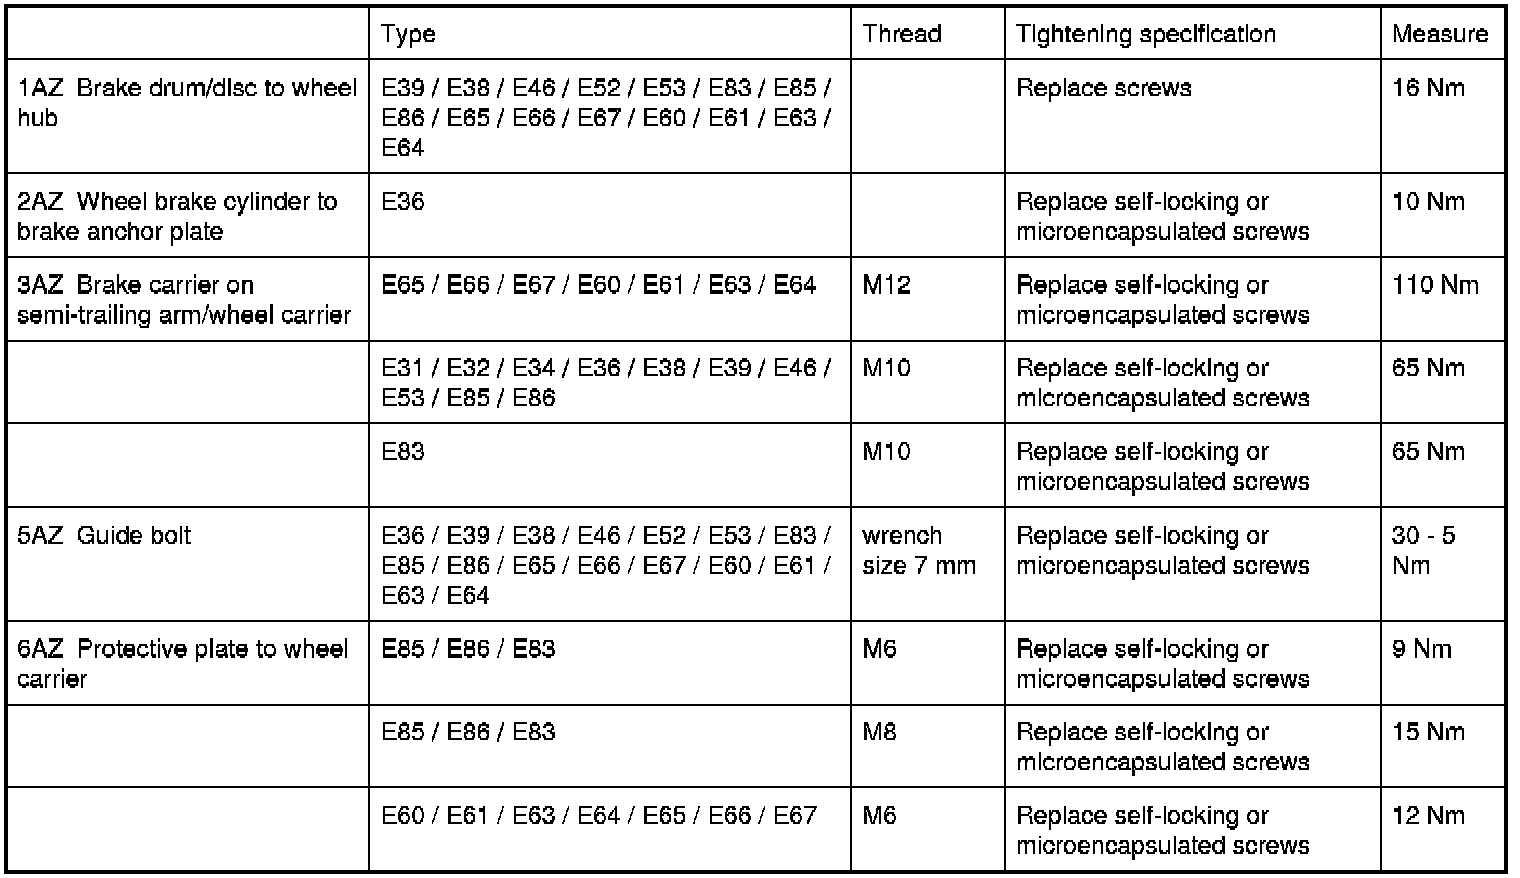 Type Thread Tightening specification Measure
1AZ Brake drum/disc to wheel E39 / E38 / E46 / E52 / E53 / E83 / E85 / Replace screws 16 Nm
hub E86 / E65 / E66 / E67 / E60 / E61 / E63 /
E64
2AZ Wheel brake cylinder to E36 Replace self-locking or 10 Nm
brake anchor plate microencapsulated screws
3AZ Brake carrier on E65 / E66 / E67 / E60 / E61 / E63 / E64 M12 Replace self-locking or 110 Nm
semi-trailing arm/wheel carrier microencapsulated screws
E31 / E32 / E34 / E36 / E38 / E39 / E46 / M10 Replace self-locking or 65 Nm
E53 / E85 / E86 microencapsulated screws
E83 M10 Replace self-locking or 65 Nm
microencapsulated screws
5AZ Guide bolt E36 / E39 / E38 / E46 / E52 / E53 / E83 / wrench Replace self-locking or 30 - 5
E85 / E86 / E65 / E66 / E67 / E60 / E61 / size 7 mm microencapsulated screws Nm
E63 / E64
6AZ Protective plate to wheel E85 / E86 / E83 M6 Replace self-locking or 9 Nm
carrier microencapsulated screws
E85 / E86 / E83 M8 Replace self-locking or 15 Nm
microencapsulated screws
E60 / E61 / E63 / E64 / E65 / E66 / E67 M6 Replace self-locking or 12 Nm
microencapsulated screws